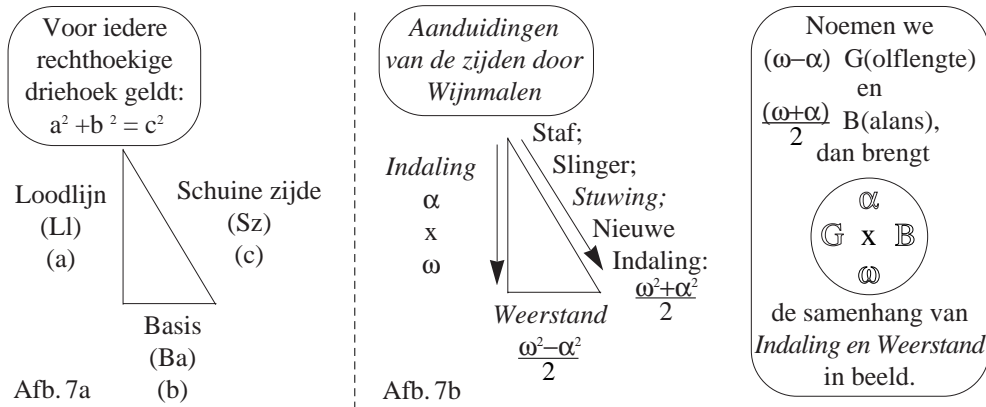 Voor iedere
rechthoekige
driehoek geldt:
a² +b ² = c²
Loodlijn
(Ll)
(a)
Schuine zijde
(Sz)
(c)
Basis
(Ba)
(b)
Afb. 7a
Aanduidingen
van de zijden door
Wijnmalen
Indaling
α
x
ω
Staf;
Slinger;
Stuwing;
Nieuwe
Indaling:
ω²+α²
2
Weerstand
ω²−α²
2
Afb. 7b
Noemen we
(ω−α) G(olflengte)
en
(ω+α)
2
B(alans),
dan brengt
α
G x B
ω
de samenhang van
Indaling en Weerstand
in beeld.